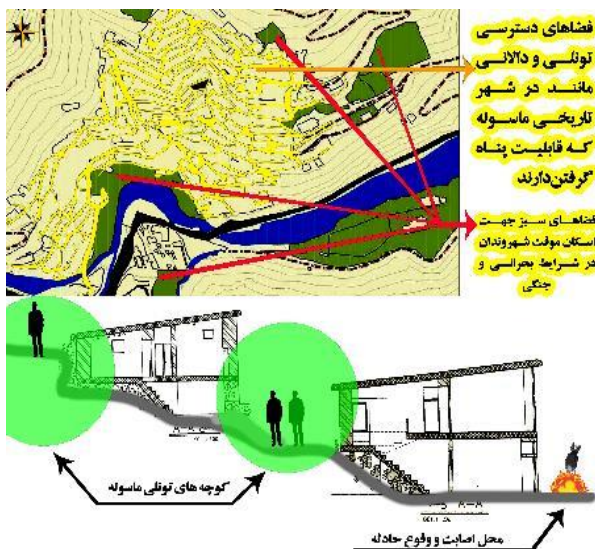 فضاهای دسترسی
تونلی و دالانی
مانند در شهر
تاریخی ماسوله
که قابلیت پناه
گرفتن‌دارند
فضاهای سبز جهت
اسکان موقت شهروندان
در شرایط بحرانی و
جنگی
کوچه های تونلی ماسوله
A-A
محل اصابت و وقوع حادثه